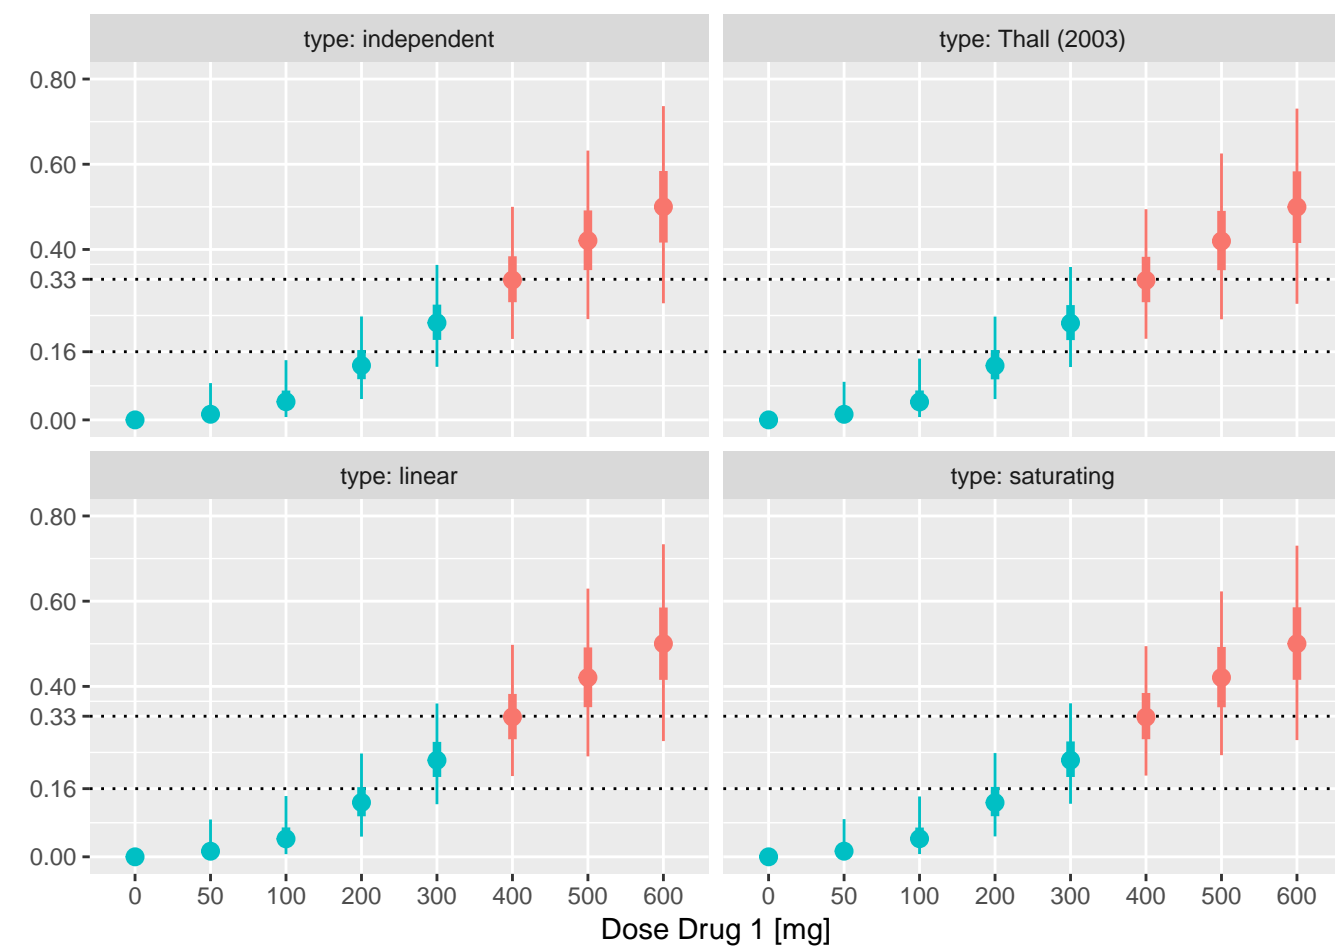 type: independent
type: Thall (2003)
0.80
0.60
0.40
0.33
0.16
0.00
type: linear
type: saturating
0.80
0.60
0.40
0.33
0.16
0.00
0 50 100 200 300 400 500 600
0 50 100 200 300 400 500 600
Dose Drug 1 [mg]